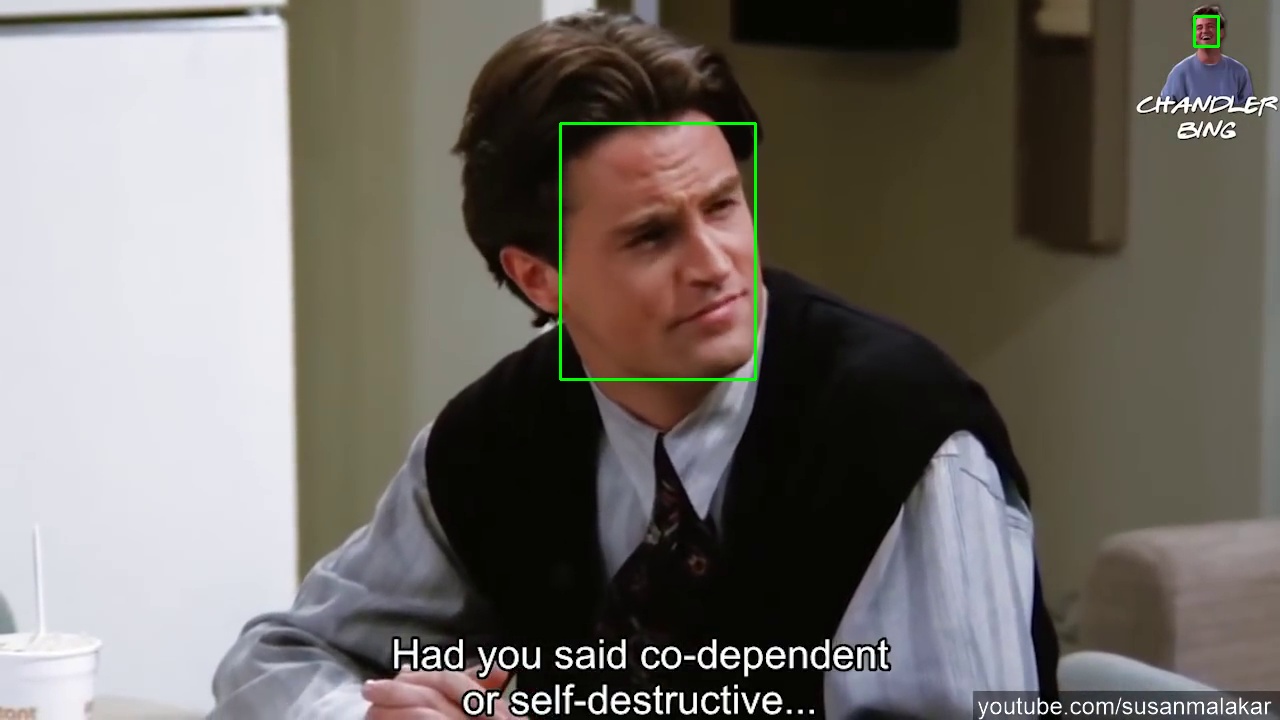 CHANDLER
BING
Had you said co-dependent
or self-destructive...
youtube.com/susanmalakar